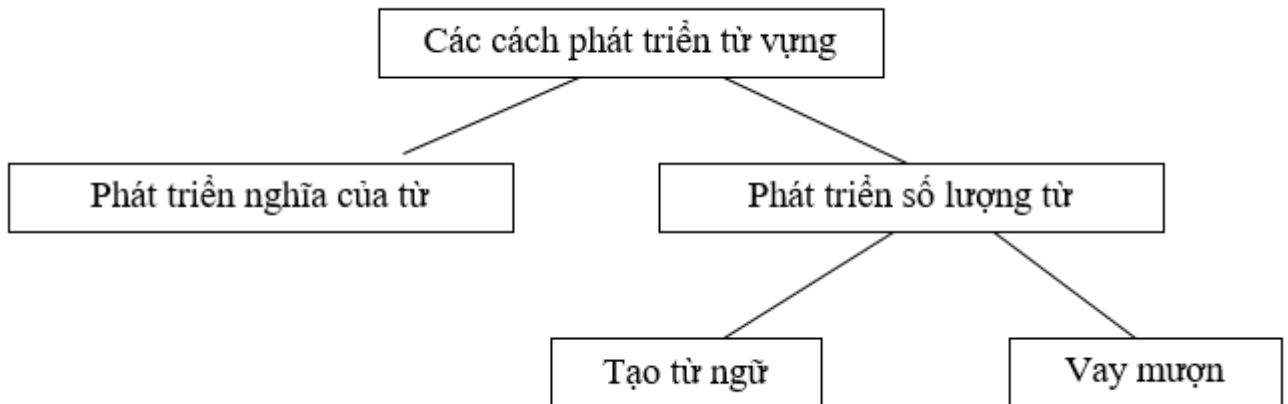 Các cách phát triển từ vựng
Phát triển nghĩa của từ
Phát triển số lượng từ
Tạo từ ngữ
Vay mượn